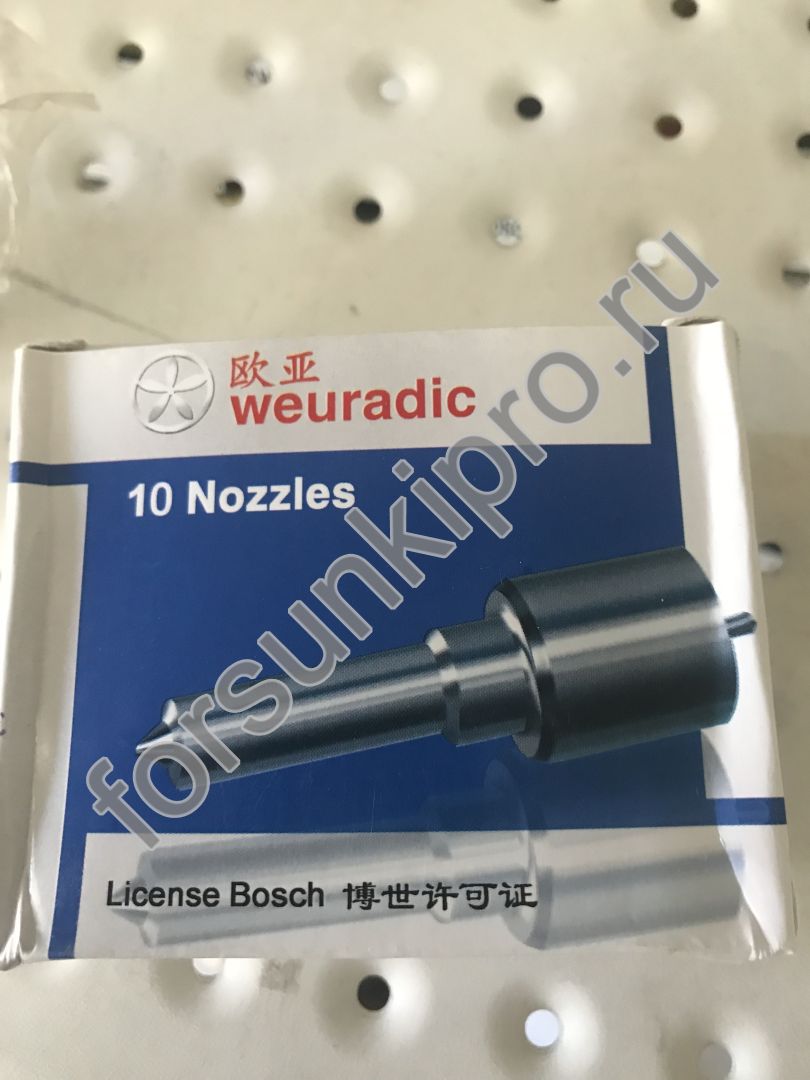 欧亚
weuradic
10 Nozzles
forsunkipro.ru
License Bosch 博世许可证